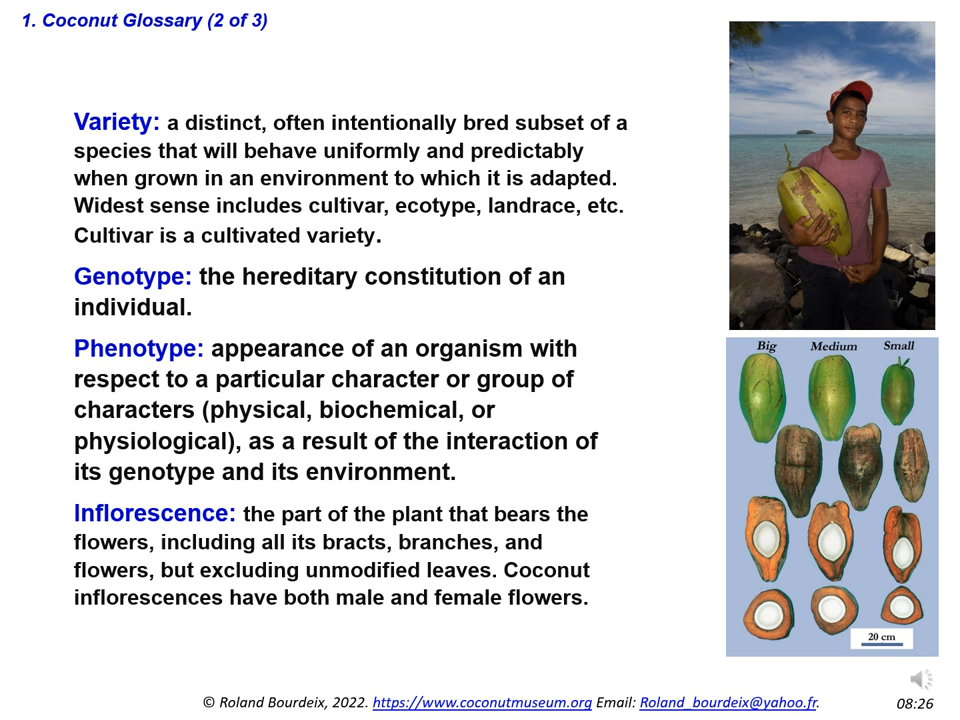 1. Coconut Glossary (2 of 3)
Variety: a distinct, often intentionally bred subset of a
species that will behave uniformly and predictably
when grown in an environment to which it is adapted.
Widest sense includes cultivar, ecotype, landrace, etc.
Cultivar is a cultivated variety.
Genotype: the hereditary constitution of an
individual.
Phenotype: appearance of an organism with
respect to a particular character or group of
characters (physical, biochemical, or
physiological), as a result of the interaction of
its genotype and its environment.
Inflorescence: the part of the plant that bears the
flowers, including all its bracts, branches, and
flowers, but excluding unmodified leaves. Coconut
inflorescences have both male and female flowers.
Big Medium Small
20 cm
© Roland Bourdeix, 2022. https://www.coconutmuseum.org Email: Roland_bourdeix@yahoo.fr.
08:26